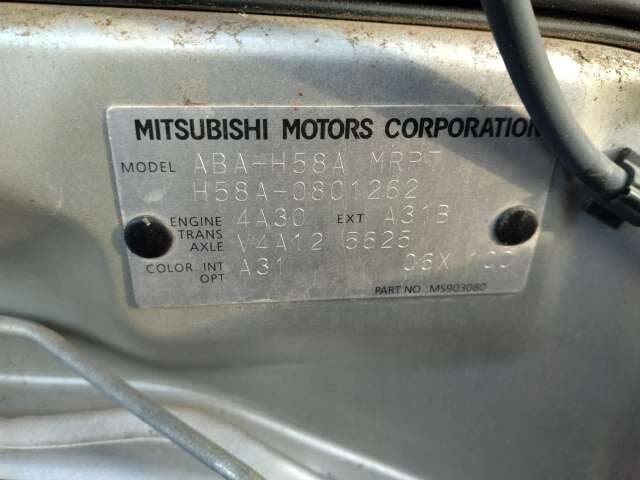 MITSUBISHI MOTORS CORPORATION
MODEL ABA-H58A
H58A-0801262
ENGINE 4A30 EXT A31B
TRANS AXLE V4A12 5625
COLOR INT OPT A31 06X
PART NO. MS903080